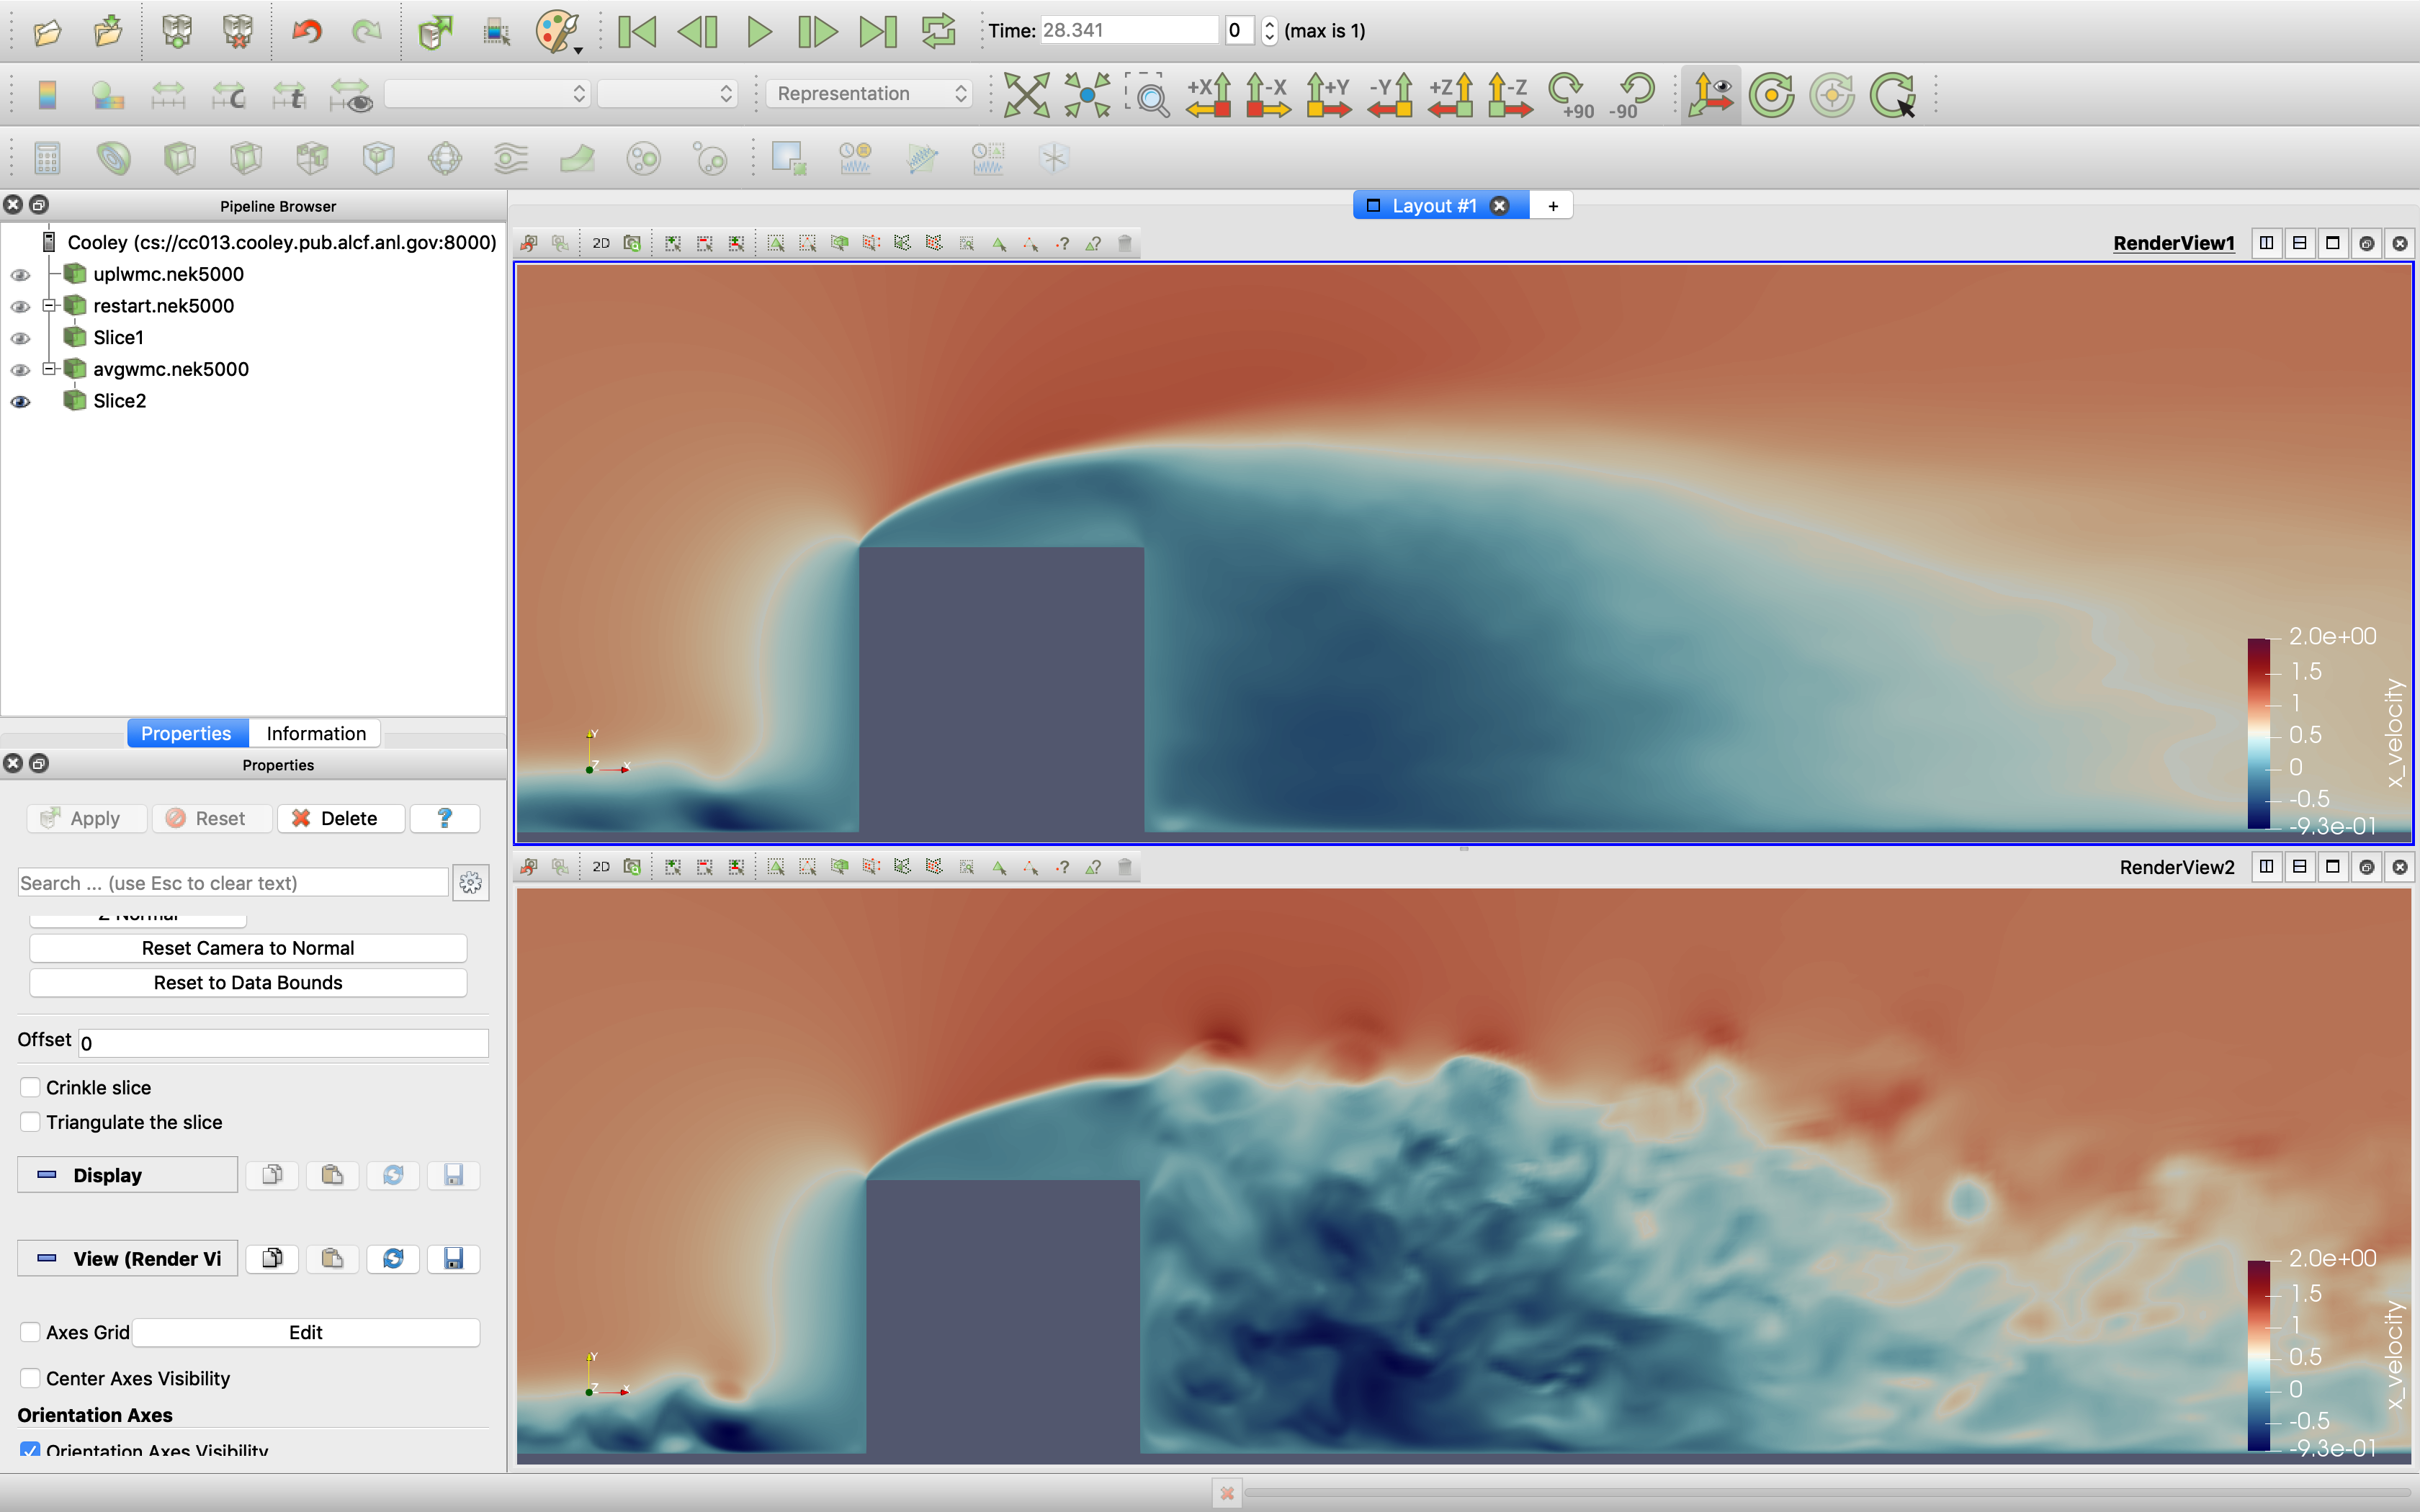 Time: 28.341 0 (max is 1)
C t
Representation
+X -X +Y -Y +Z -Z +90 -90
Pipeline Browser
Cooley (cs://cc013.cooley.pub.alcf.anl.gov:8000)
uplwmc.nek5000
restart.nek5000
Slice1
avgwmc.nek5000
Slice2
Properties Information
Properties
Apply Reset Delete ?
Search ... (use Esc to clear text)
Z Normal
Reset Camera to Normal
Reset to Data Bounds
Offset 0
Crinkle slice
Triangulate the slice
Display
View (Render Vi
Axes Grid Edit
Center Axes Visibility
Orientation Axes
Orientation Axes Visibility
Layout #1 +
2D ? ? RenderView1
Y
Z X
2.0e+00
1.5
1
0.5
0
-0.5
-9.3e-01
x_velocity
2D ? ? RenderView2
Y
Z X
2.0e+00
1.5
1
0.5
0
-0.5
-9.3e-01
x_velocity